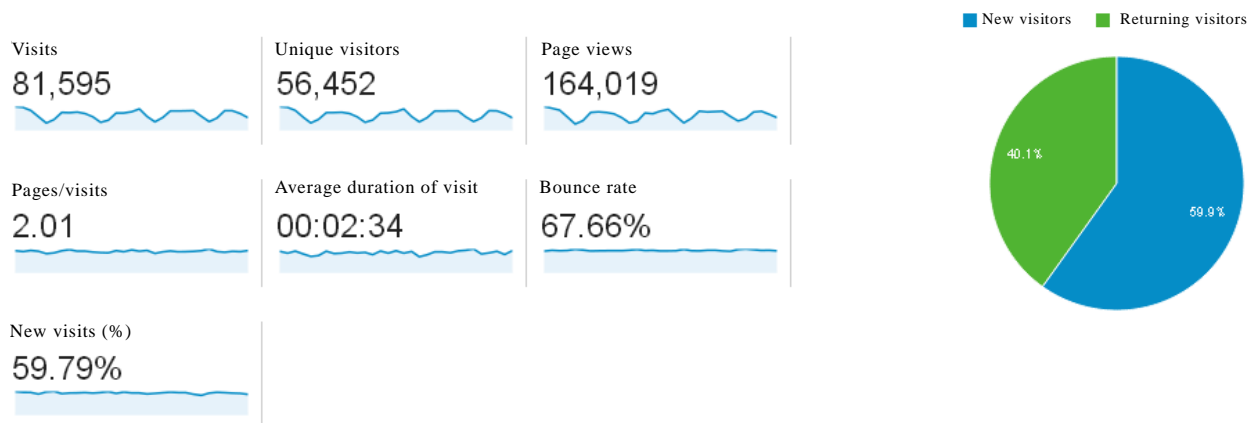 New visitors
Returning visitors
Visits
Unique visitors
Page views
81,595
56,452
164,019
40.1%
59.9%
Pages/visits
Average duration of visit
Bounce rate
2.01
00:02:34
67.66%
New visits (%)
59.79%